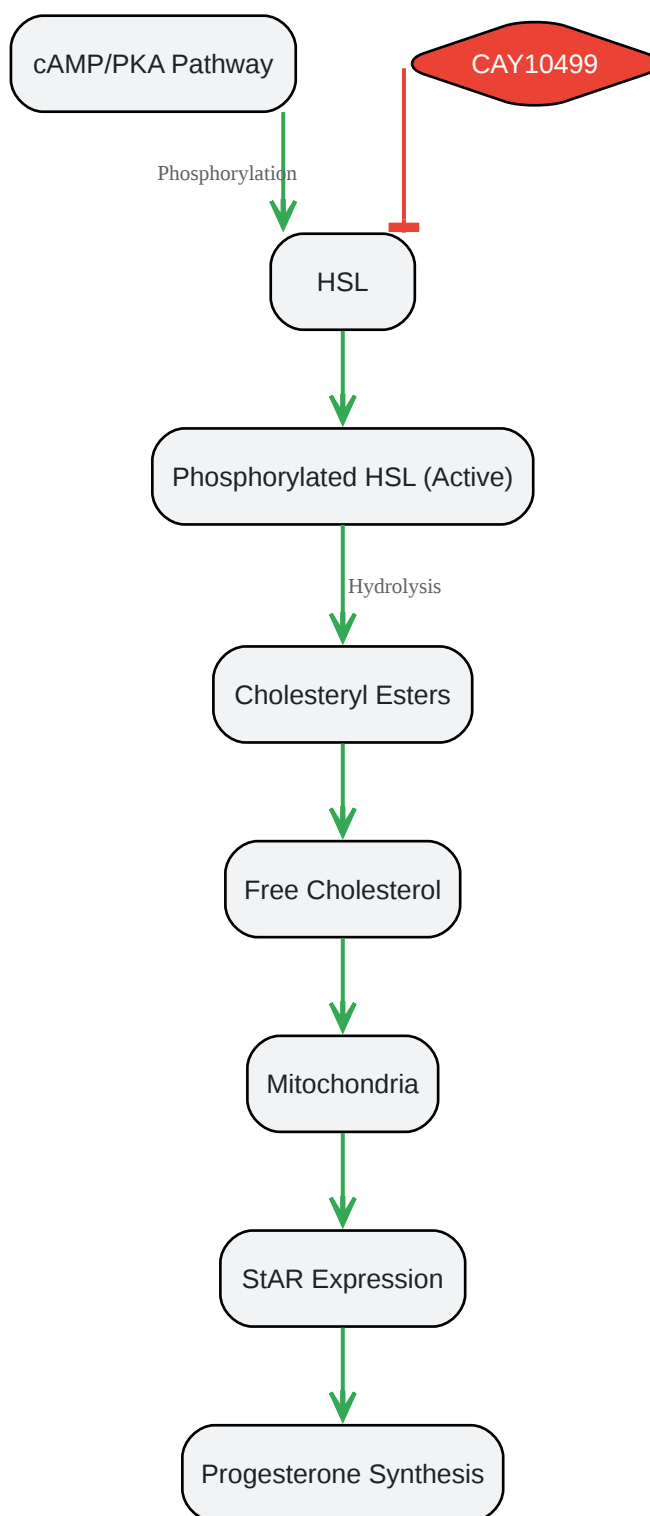 cAMP/PKA Pathway
CAY10499
Phosphorylation
HSL
Phosphorylated HSL (Active)
Hydrolysis
Cholesteryl Esters
Free Cholesterol
Mitochondria
StAR Expression
Progesterone Synthesis